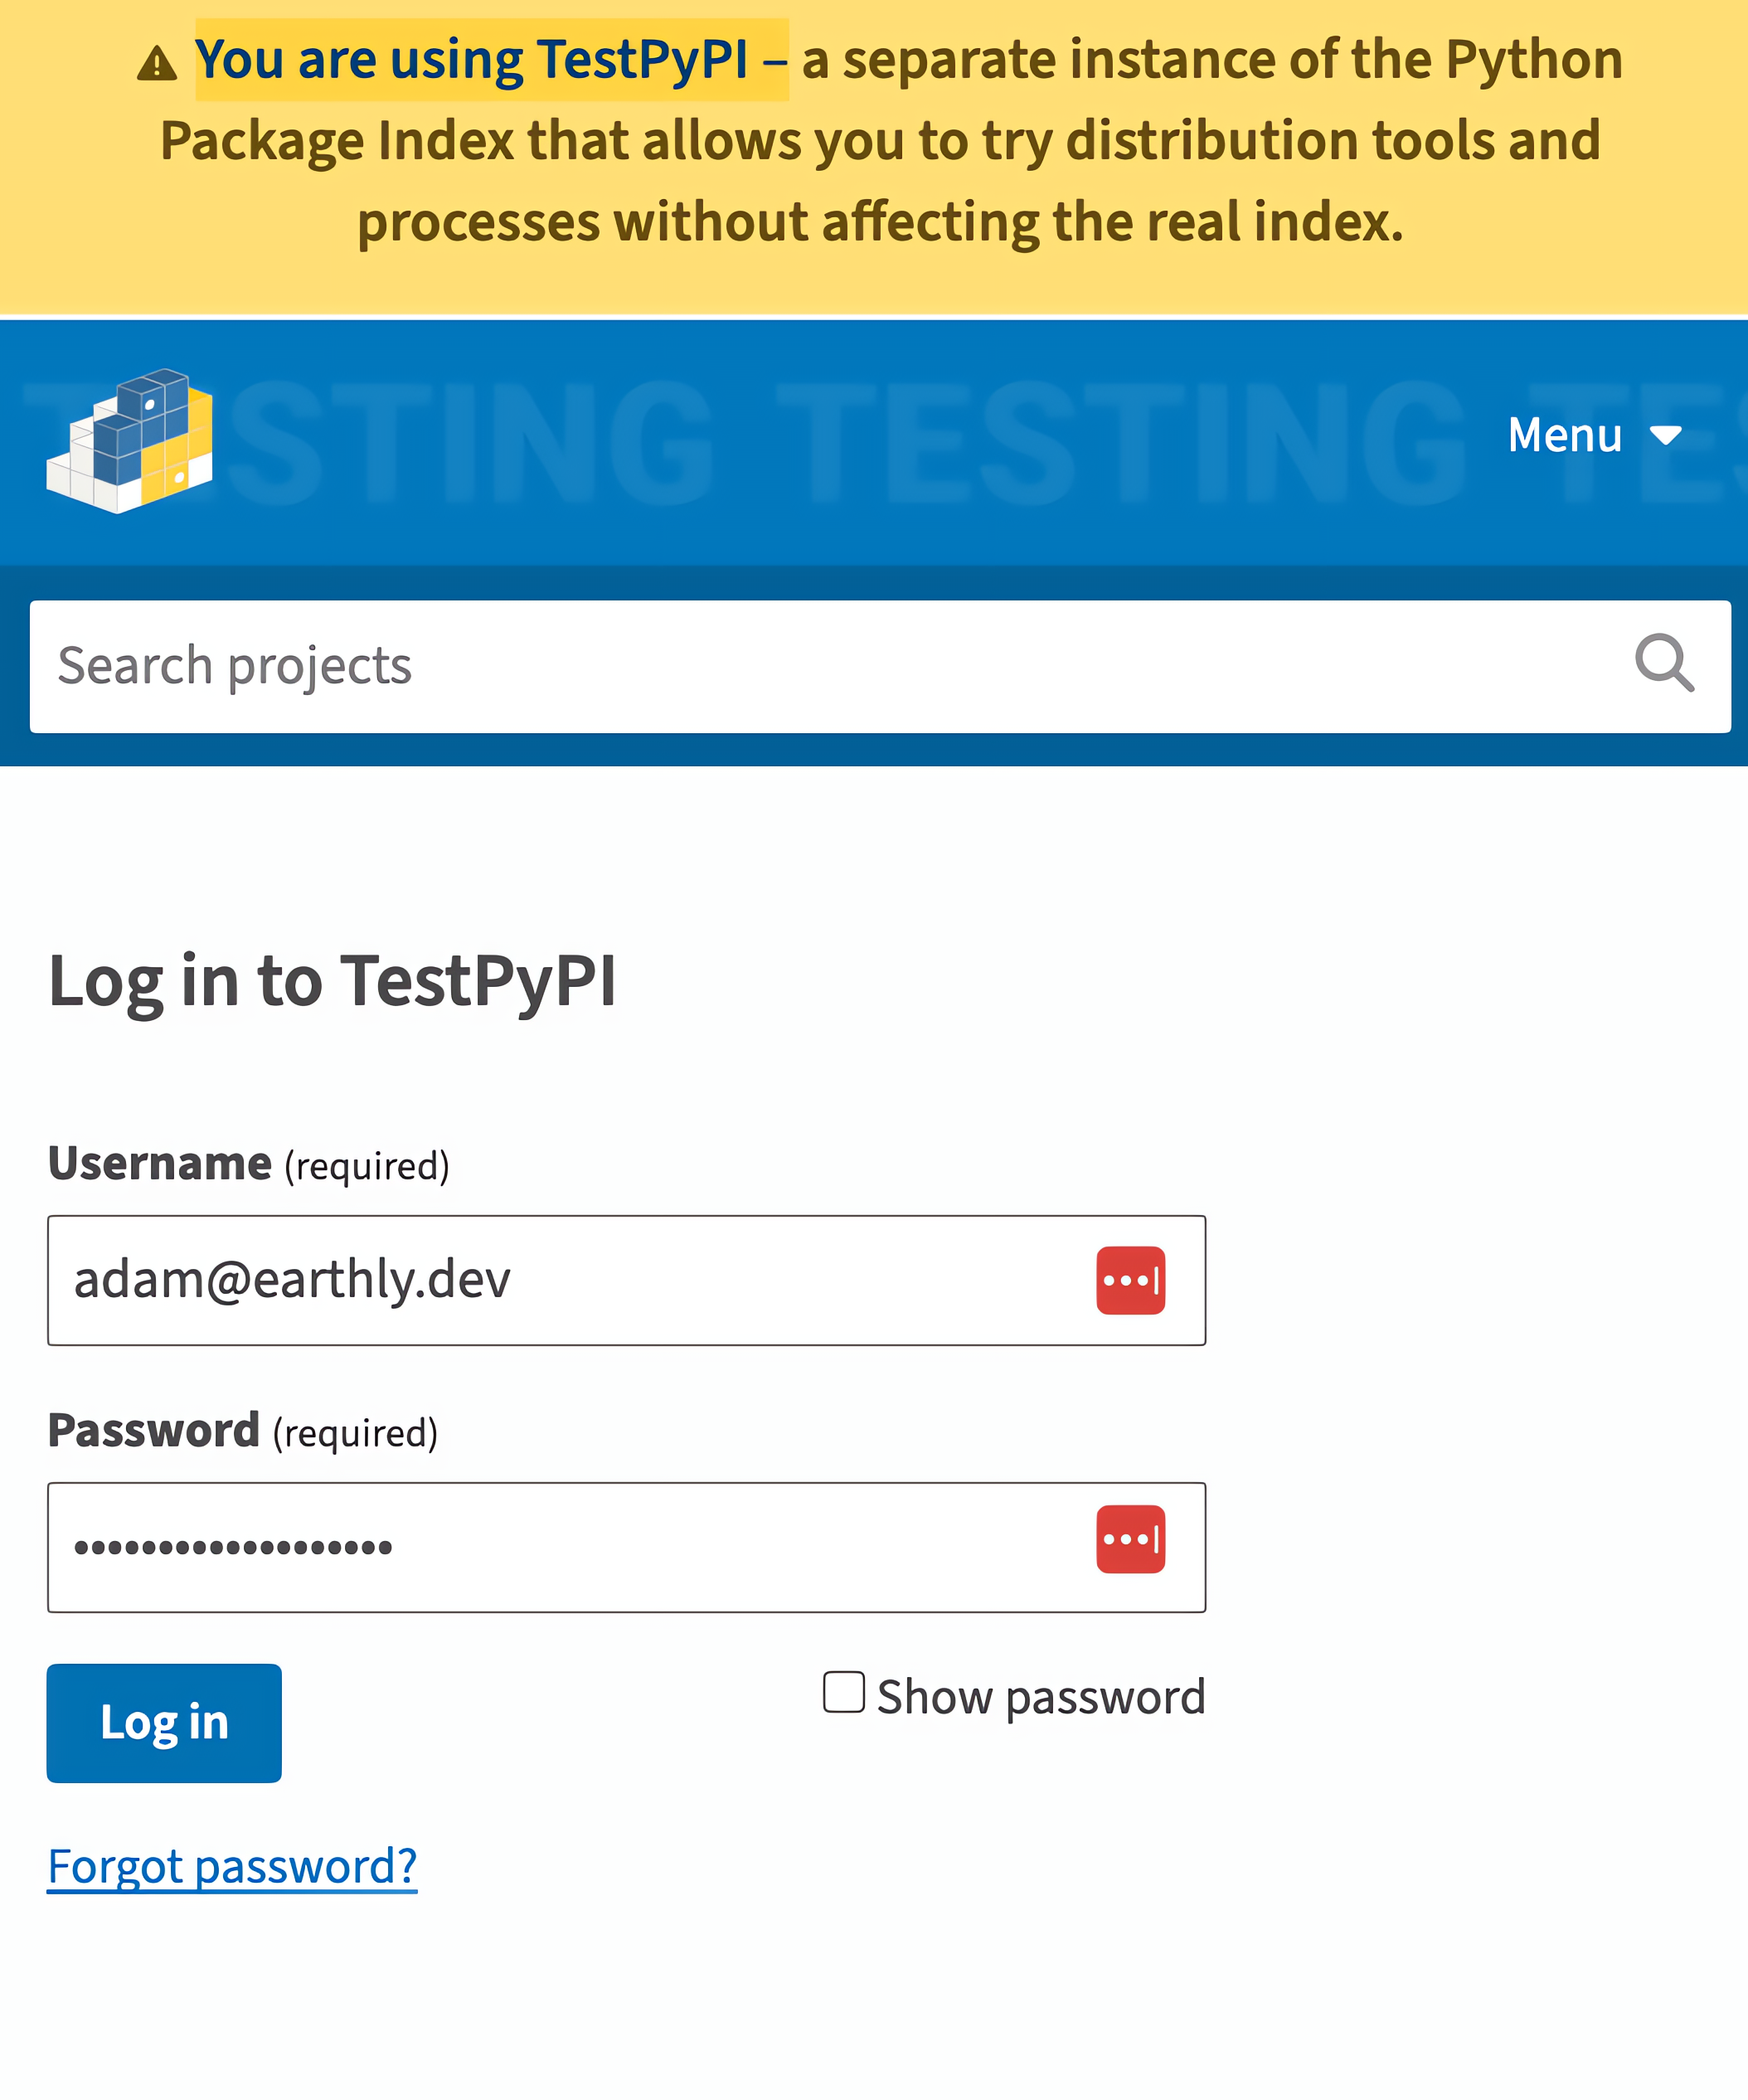 You are using TestPyPI – a separate instance of the Python
Package Index that allows you to try distribution tools and
processes without affecting the real index.
TESTING TESTING TES
Menu
Search projects
Log in to TestPyPI
Username (required)
adam@earthly.dev
Password (required)
•••••••••••••••••••
Log in
Show password
Forgot password?